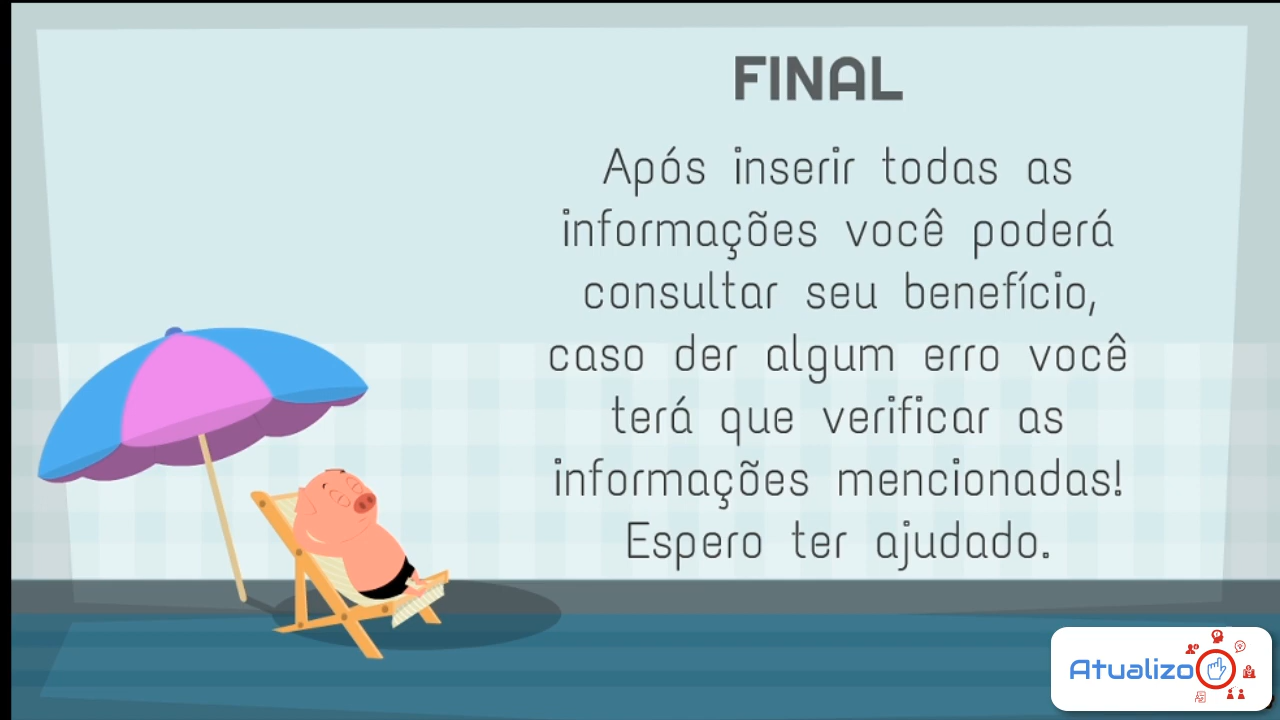 FINAL
Após inserir todas as
informações você poderá
consultar seu benefício,
caso der algum erro você
terá que verificar as
informações mencionadas!
Espero ter ajudado.
Atualizo